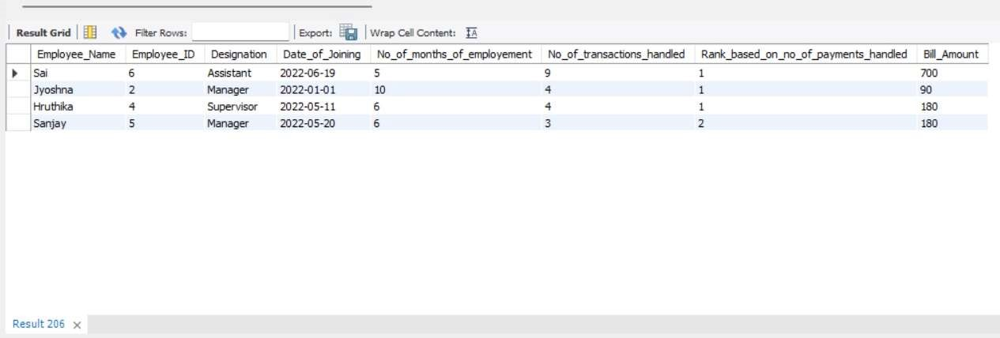 Result Grid Filter Rows: Export: Wrap Cell Content: IA
Employee_Name Employee_ID Designation Date_of_Joining No_of_months_of_employement No_of_transactions_handled Rank_based_on_no_of_payments_handled Bill_Amount
Sai 6 Assistant 2022-06-19 5 9 1 700
Jyoshna 2 Manager 2022-01-01 10 4 1 90
Hruthika 4 Supervisor 2022-05-11 6 4 1 180
Sanjay 5 Manager 2022-05-20 6 3 2 180
Result 206